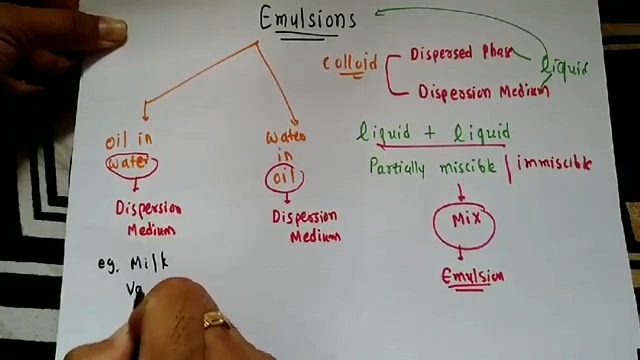 Emulsions
colloid
Dispersed Phase
Dispersion Medium
liquid
oil in
water
Dispersion
Medium
eg. Milk
Va
water
in
oil
Dispersion
Medium
liquid + liquid
Partially miscible / immiscible
Mix
Emulsion